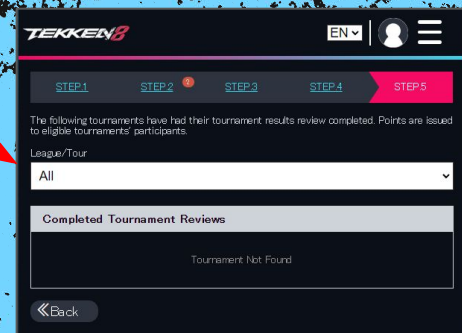 TEKKEN8
EN
STEP.1 STEP.2 STEP.3 STEP.4 STEP.5
The following tournaments have had their tournament results review completed. Points are issued
to eligible tournaments' participants.
League/Tour
All
Completed Tournament Reviews
Tournament Not Found
Back